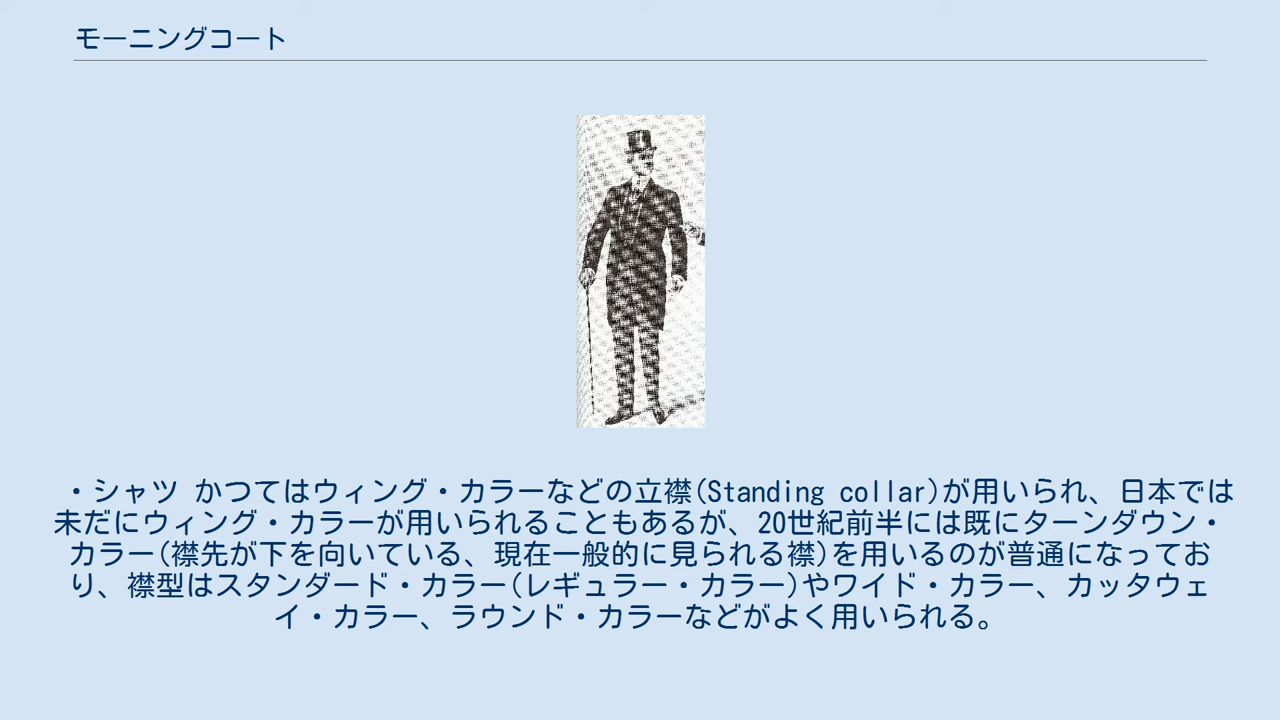 モーニングコート
・シャツ かつてはウィング・カラーなどの立襟(Standing collar)が用いられ、日本では
未だにウィング・カラーが用いられることもあるが、20世紀前半には既にターンダウン・
カラー(襟先が下を向いている、現在一般的に見られる襟)を用いるのが普通になってお
り、襟型はスタンダード・カラー(レギュラー・カラー)やワイド・カラー、カッタウェ
イ・カラー、ラウンド・カラーなどがよく用いられる。